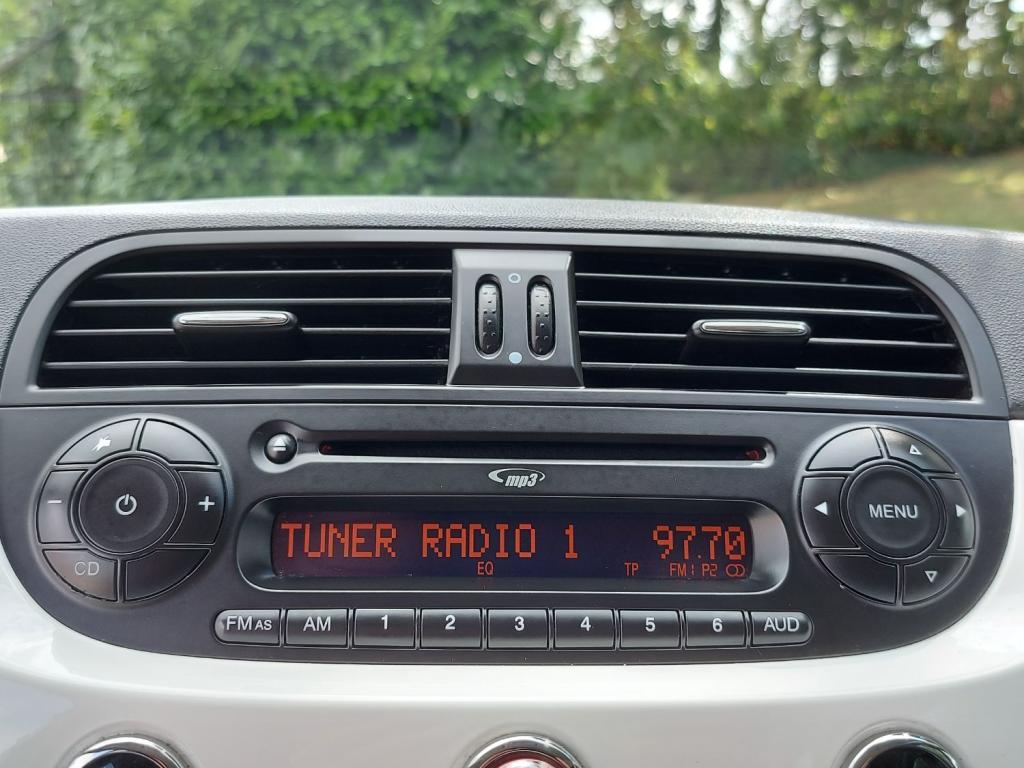 mp3
TUNER RADIO 1 97.70
EQ TP FM1 P2
- +
CD
MENU
FM AS AM 1 2 3 4 5 6 AUD